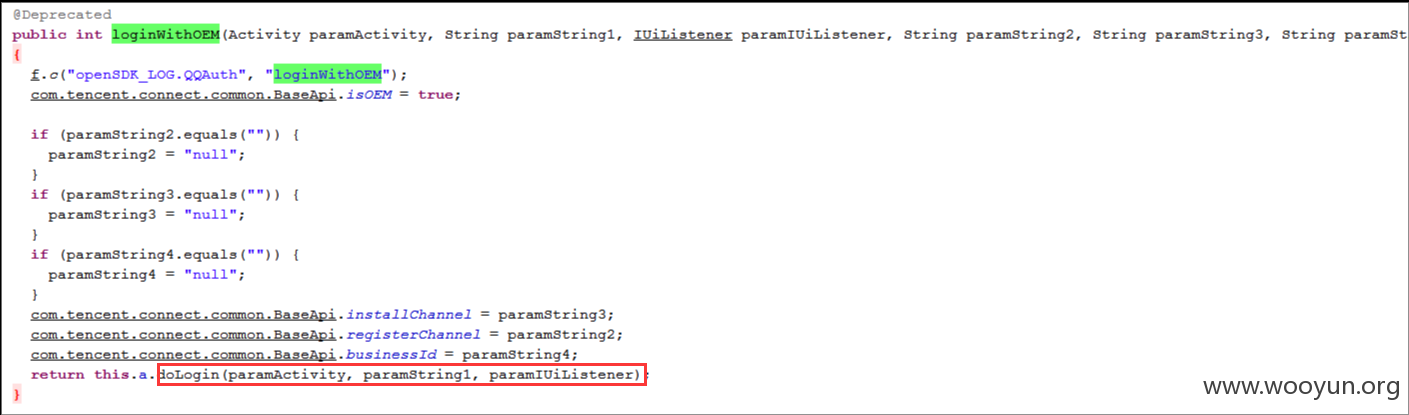 @Deprecated
public int loginWithOEM(Activity paramActivity, String paramString1, IUiListener paramIUiListener, String paramString2, String paramString3, String paramSt
{
f.c("openSDK_LOG.QQAuth", "loginWithOEM");
com.tencent.connect.common.BaseApi.isOEM = true;
if (paramString2.equals("")) {
paramString2 = "null";
}
if (paramString3.equals("")) {
paramString3 = "null";
}
if (paramString4.equals("")) {
paramString4 = "null";
}
com.tencent.connect.common.BaseApi.installChannel = paramString3;
com.tencent.connect.common.BaseApi.registerChannel = paramString2;
com.tencent.connect.common.BaseApi.businessId = paramString4;
return this.a.doLogin(paramActivity, paramString1, paramIUiListener);
}
www.wooyun.org